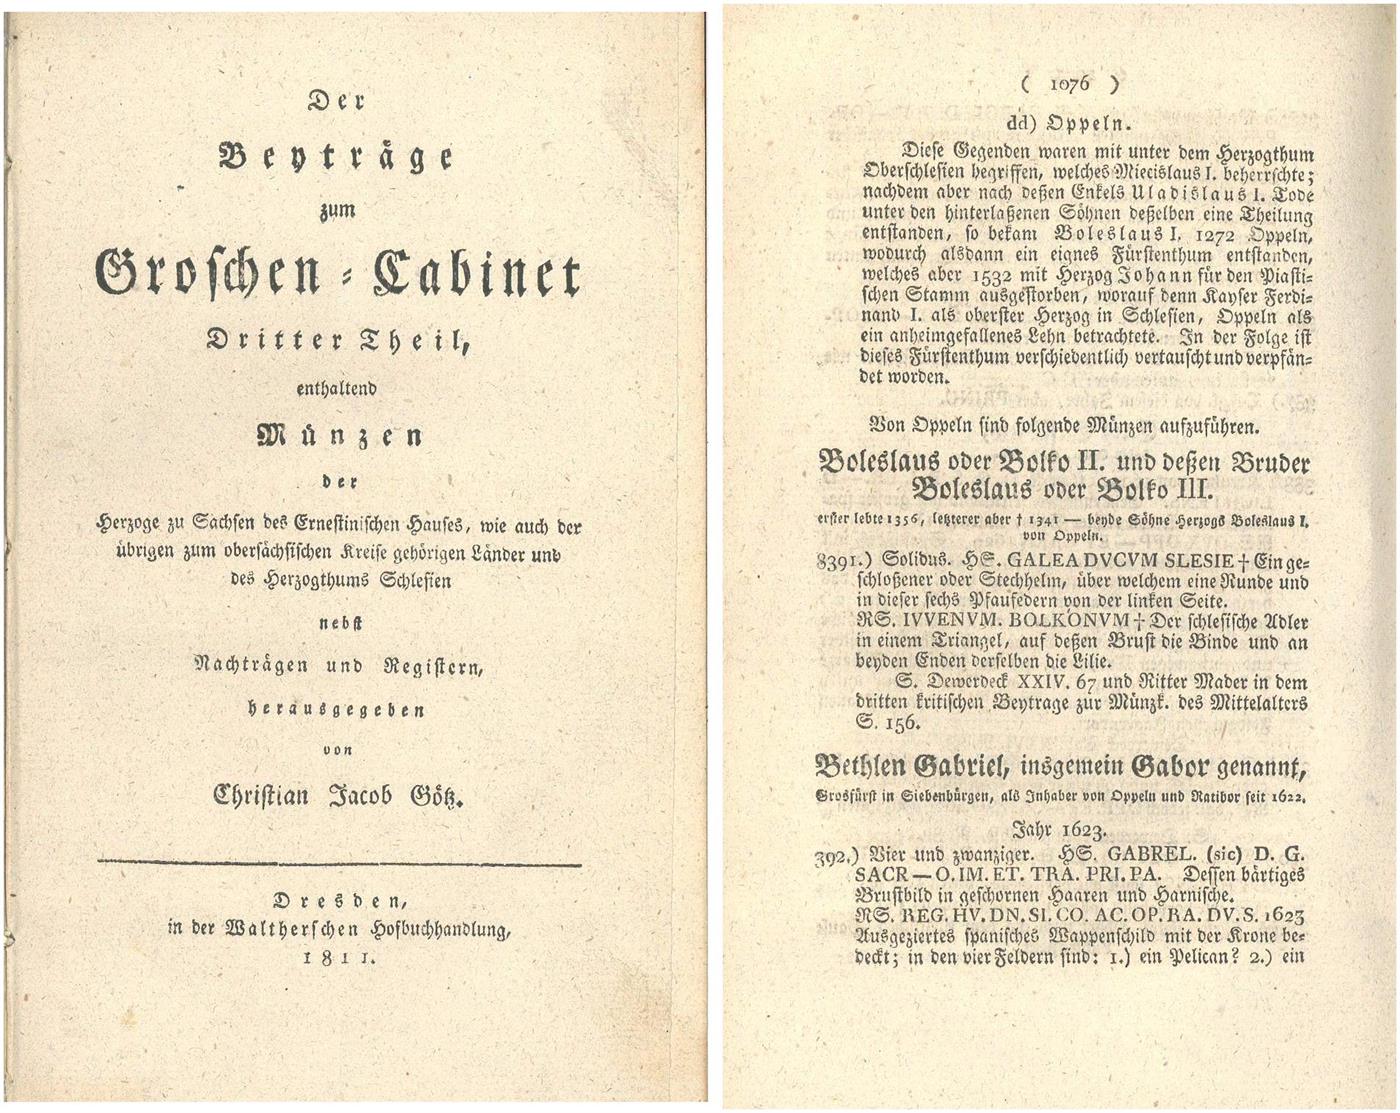 Der
Beyträge
zum
Groschen-Cabinet
Dritter Theil,
enthaltend
Münzen
der
Herzoge zu Sachsen des Ernestinischen Hauses, wie auch der
übrigen zum obersächsischen Kreise gehörigen Länder und
des Herzogthums Schlesien
nebst
Nachträgen und Registern,
herausgegeben
von
Christian Jacob Götz.
Dresden,
in der Waltherschen Hofbuchhandlung,
1811.
( 1076 )
dd) Oppeln.
Diese Gegenden waren mit unter dem Herzogthum
Oberschlesien begriffen, welches Miecislaus I. beherrschte;
nachdem aber nach deßen Enkels Uladislaus I. Tode
unter den hinterlaßenen Söhnen deßelben eine Theilung
entstanden, so bekam Boleslaus I. 1272 Oppeln,
wodurch alsdann ein eignes Fürstenthum entstanden,
welches aber 1532 mit Herzog Johann für den Piasti-
schen Stamm ausgestorben, worauf denn Kayser Ferdi-
nand I. als oberster Herzog in Schlesien, Oppeln als
ein anheimgefallenes Lehn betrachtete. In der Folge ist
dieses Fürstenthum verschiedentlich vertauscht und verpfän-
det worden.
Von Oppeln sind folgende Münzen aufzuführen.
Boleslaus oder Bolko II. und deßen Bruder
Boleslaus oder Bolko III.
erster lebte 1356, letzterer aber † 1341 — beyde Söhne Herzogs Boleslaus I.
von Oppeln.
8391.) Solidus. HS. GALEA DVCVM SLESIE † Ein ge-
schloßener oder Stechhelm, über welchem eine Runde und
in dieser sechs Pfaufedern von der linken Seite.
RS. IVVENVM. BOLKONVM † Der schlesische Adler
in einem Triangel, auf deßen Brust die Binde und an
beyden Enden derselben die Lilie.
S. Dewerdeck XXIV. 67 und Ritter Mader in dem
dritten kritischen Beytrage zur Münzk. des Mittelalters
S. 156.
Bethlen Gabriel, insgemein Gabor genannt,
Grosfürst in Siebenbürgen, als Inhaber von Oppeln und Ratibor seit 1622.
Jahr 1623.
392.) Vier und zwanziger. HS. GABREL. (sic) D. G.
SACR — O. IM. ET. TRA. PRI. PA. Dessen bärtiges
Brustbild in geschornen Haaren und Harnische.
RS. REG. HV. DN. SI. CO. AC. OP. RA. DV. S. 1623
Ausgeziertes spanisches Wappenschild mit der Krone be-
deckt; in den vier Feldern sind: 1.) ein Pelican? 2.) ein